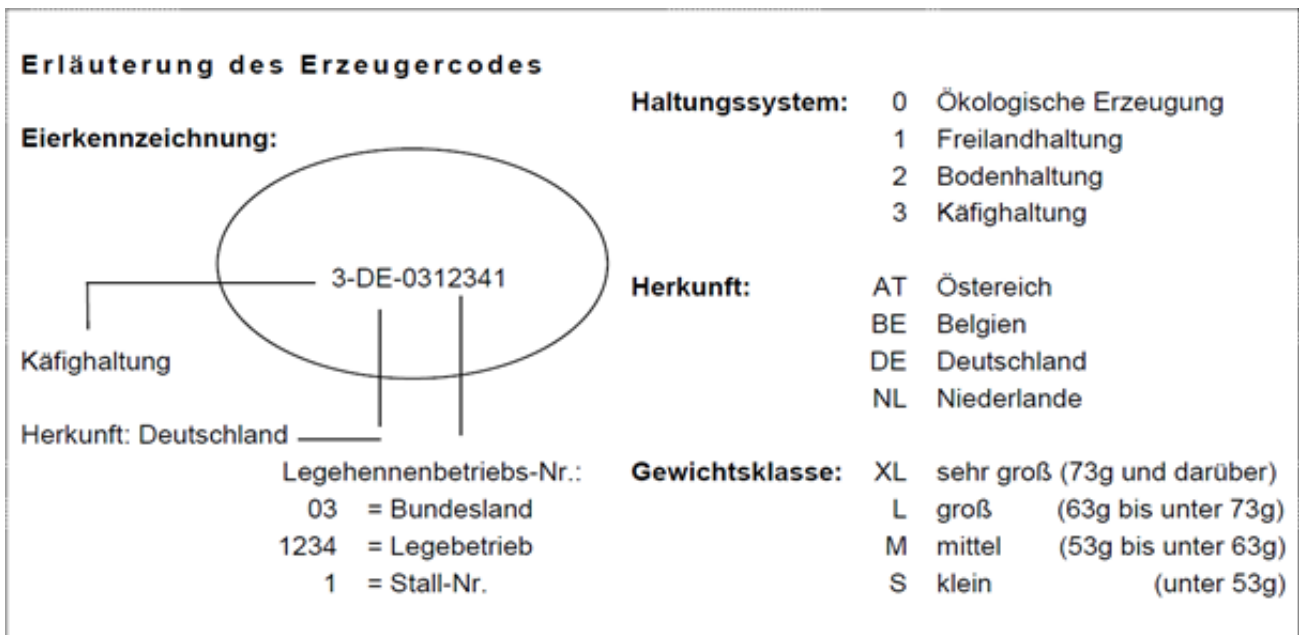 Erläuterung des Erzeugercodes
Eierkennzeichnung:
3-DE-0312341
Käfighaltung
Herkunft: Deutschland
Legehennenbetriebs-Nr.:
03 = Bundesland
1234 = Legebetrieb
1 = Stall-Nr.
Haltungssystem: 0 Ökologische Erzeugung
1 Freilandhaltung
2 Bodenhaltung
3 Käfighaltung
Herkunft: AT Östereich
BE Belgien
DE Deutschland
NL Niederlande
Gewichtsklasse: XL sehr groß (73g und darüber)
L groß (63g bis unter 73g)
M mittel (53g bis unter 63g)
S klein (unter 53g)